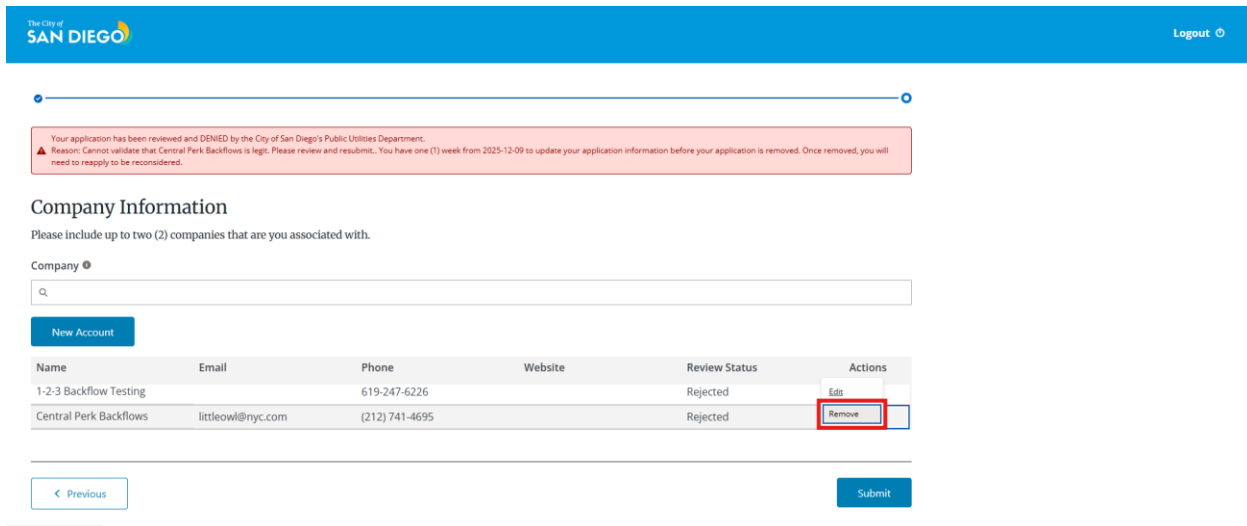 The City of
SAN DIEGO
Logout
Your application has been reviewed and DENIED by the City of San Diego's Public Utilities Department.
Reason: Cannot validate that Central Perk Backflows is legit. Please review and resubmit.. You have one (1) week from 2025-12-09 to update your application information before your application is removed. Once removed, you will
need to reapply to be reconsidered.
Company Information
Please include up to two (2) companies that are you associated with.
Company
New Account
Name Email Phone Website Review Status Actions
1-2-3 Backflow Testing 619-247-6226 Rejected Edit
Central Perk Backflows littleowl@nyc.com (212) 741-4695 Rejected Remove
Previous
Submit